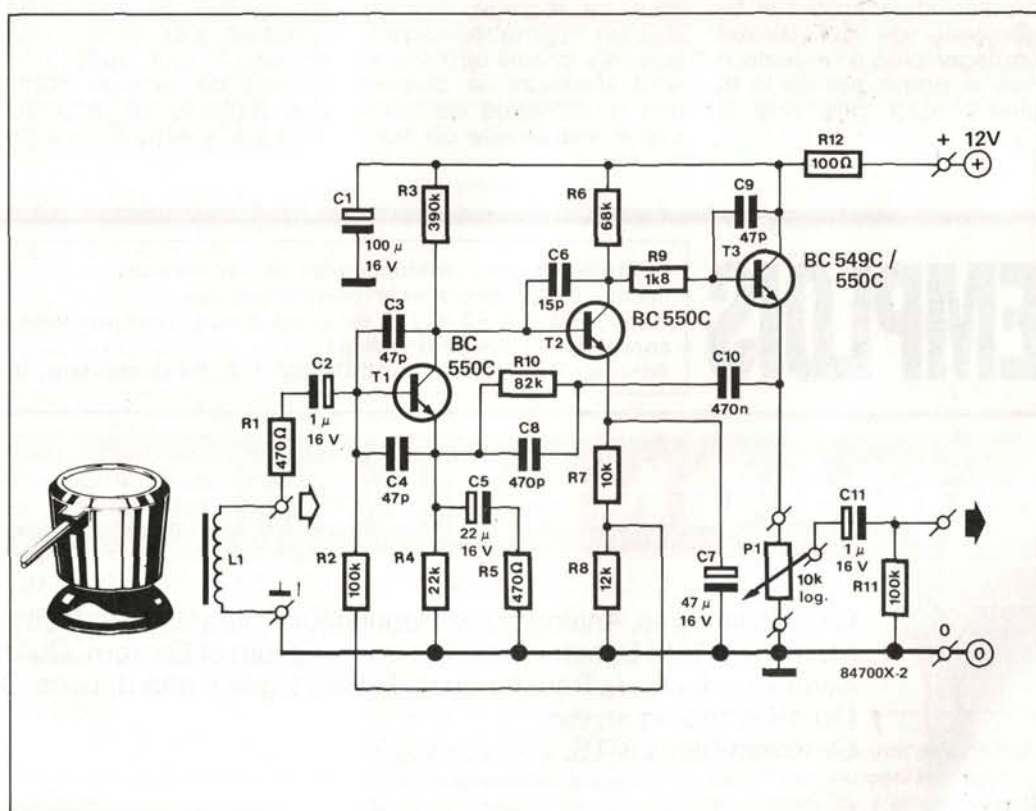 R12
100Ω
+ 12V
+
C1
100 µ
16 V
R3
390k
R6
68k
C9
47p
T3
BC 549C /
550C
C6
15p
R9
1k8
C3
47p
BC
550C
T1
T2
BC 550C
C2
1 µ
16 V
R10
82k
C10
470n
R1
470Ω
C4
47p
C8
470p
C5
22 µ
16 V
R7
10k
L1
R2
100k
R4
22k
R5
470Ω
R8
12k
C7
47 µ
16 V
P1
10k
log.
C11
1 µ
16 V
R11
100k
0
0
84700X-2